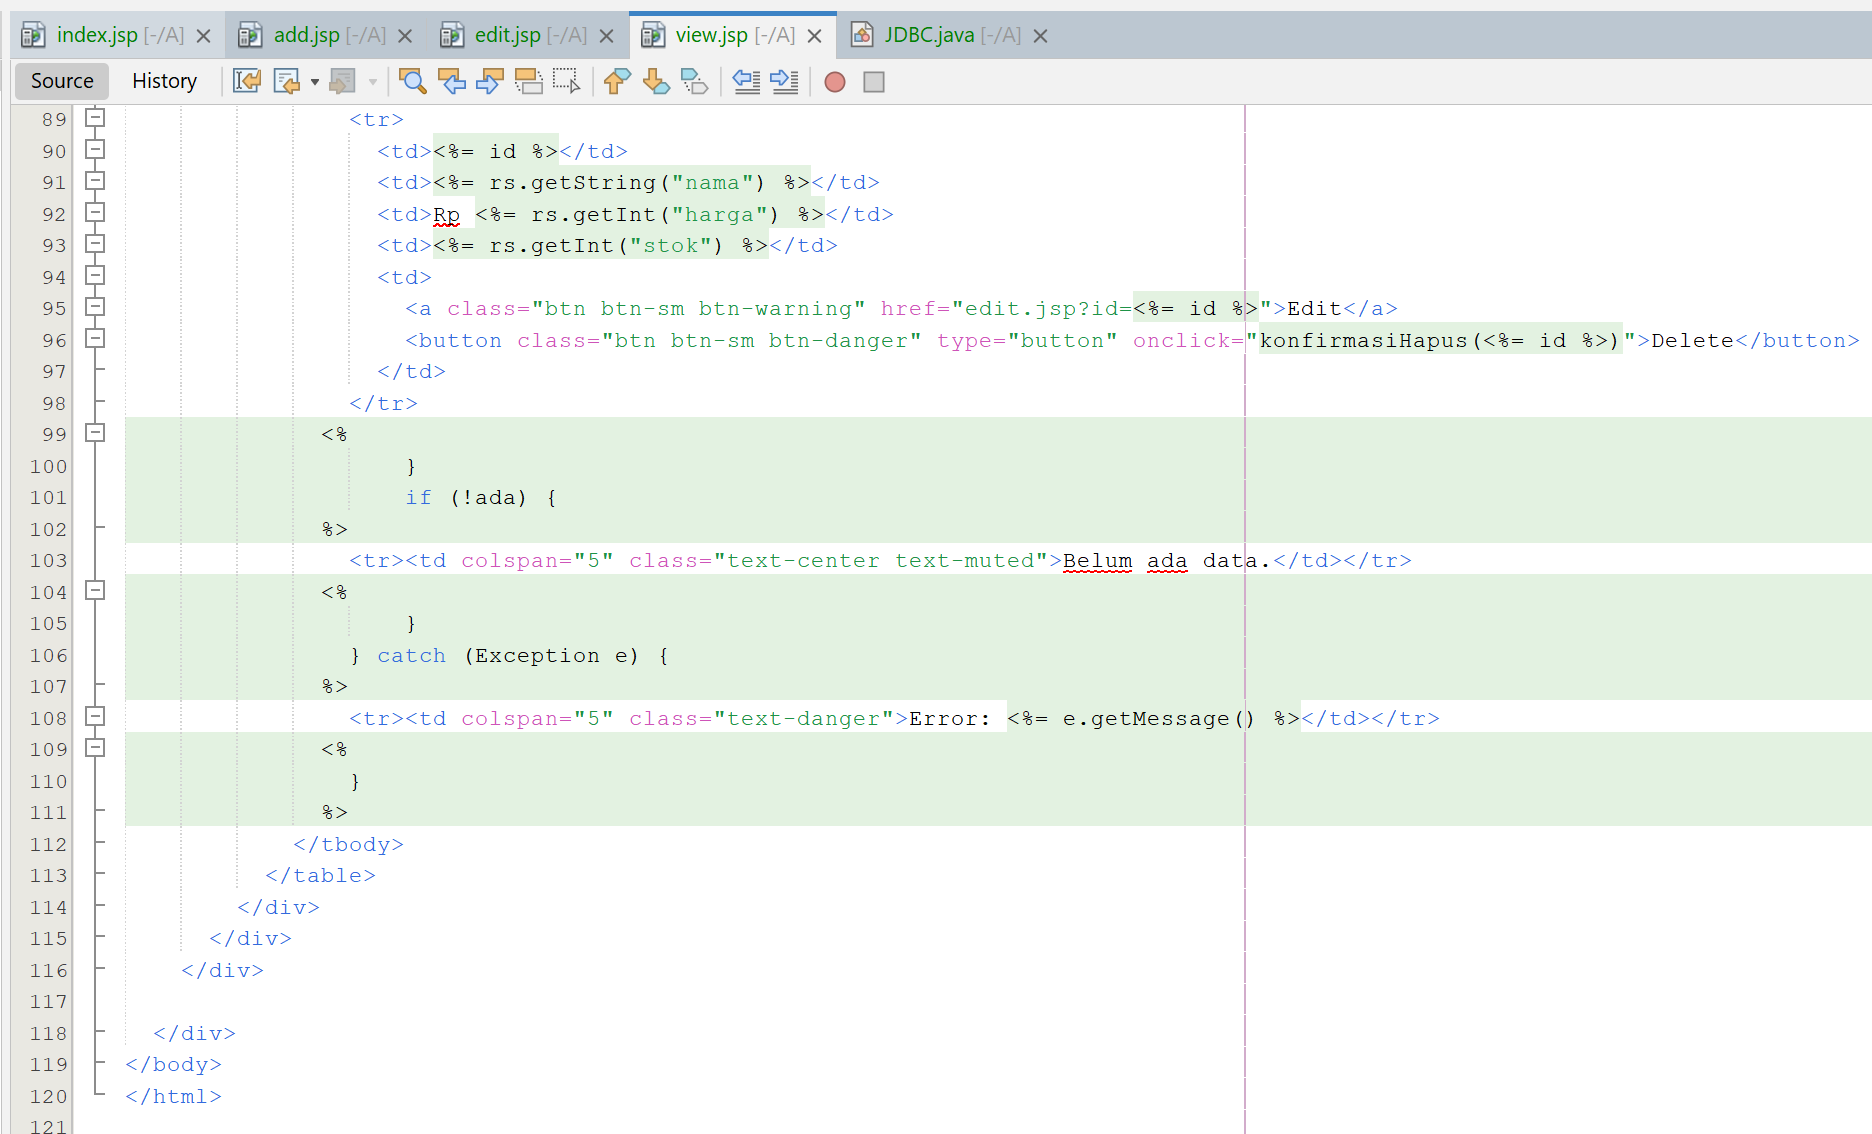 index.jsp [-/A] add.jsp [-/A] edit.jsp [-/A] view.jsp [-/A] JDBC.java [-/A]
Source History
89 <tr>
90 <td><%= id %></td>
91 <td><%= rs.getString("nama") %></td>
92 <td>Rp <%= rs.getInt("harga") %></td>
93 <td><%= rs.getInt("stok") %></td>
94 <td>
95 <a class="btn btn-sm btn-warning" href="edit.jsp?id=<%= id %>">Edit</a>
96 <button class="btn btn-sm btn-danger" type="button" onclick="konfirmasiHapus(<%= id %>)">Delete</button>
97 </td>
98 </tr>
99 <%
100 }
101 if (!ada) {
102 %>
103 <tr><td colspan="5" class="text-center text-muted">Belum ada data.</td></tr>
104 <%
105 }
106 } catch (Exception e) {
107 %>
108 <tr><td colspan="5" class="text-danger">Error: <%= e.getMessage() %></td></tr>
109 <%
110 }
111 %>
112 </tbody>
113 </table>
114 </div>
115 </div>
116 </div>
117
118 </div>
119 </body>
120 </html>
121